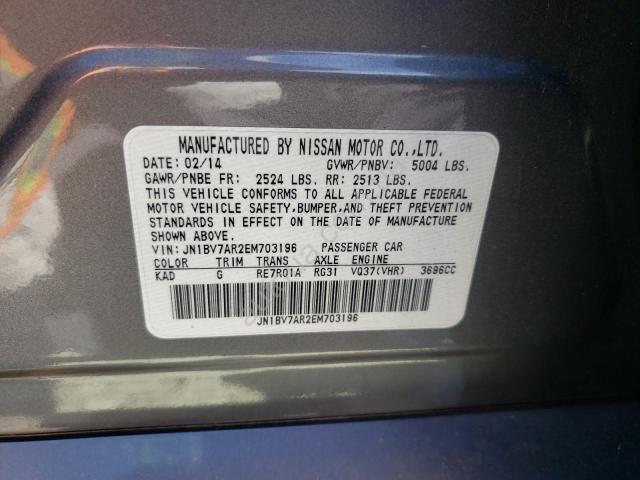 MANUFACTURED BY NISSAN MOTOR CO.,LTD.
DATE: 02/14 GVWR/PNBV: 5004 LBS.
GAWR/PNBE FR: 2524 LBS. RR: 2513 LBS.
THIS VEHICLE CONFORMS TO ALL APPLICABLE FEDERAL
MOTOR VEHICLE SAFETY,BUMPER,AND THEFT PREVENTION
STANDARDS IN EFFECT ON THE DATE OF MANUFACTURE
SHOWN ABOVE.
VIN: JN1BV7AR2EM703196 PASSENGER CAR
COLOR TRIM TRANS AXLE ENGINE
KAD G RE7R01A RG31 VQ37(VHR) 3696CC
JN1BV7AR2EM703196